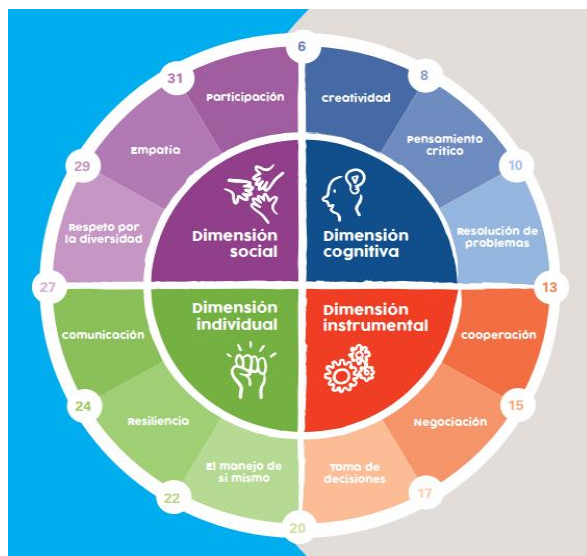 6
Creatividad
8
Pensamiento
crítico
10
Resolución de
problemas
13
Cooperación
15
Negociación
17
Toma de
decisiones
20
El manejo de
sí mismo
22
Resiliencia
24
Comunicación
27
Respeto por
la diversidad
29
Empatía
31
Participación
Dimensión
social
Dimensión
cognitiva
Dimensión
individual
Dimensión
instrumental